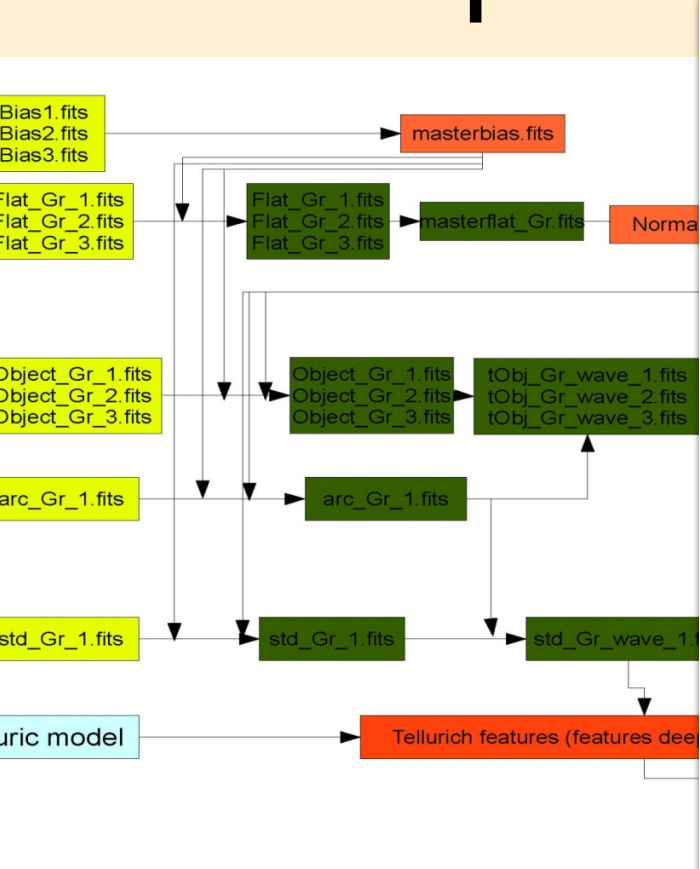 Bias1.fits
Bias2.fits
Bias3.fits
masterbias.fits
Flat_Gr_1.fits
Flat_Gr_2.fits
Flat_Gr_3.fits
Flat_Gr_1.fits
Flat_Gr_2.fits
Flat_Gr_3.fits
masterflat_Gr.fits
Norma
Object_Gr_1.fits
Object_Gr_2.fits
Object_Gr_3.fits
Object_Gr_1.fits
Object_Gr_2.fits
Object_Gr_3.fits
tObj_Gr_wave_1.fits
tObj_Gr_wave_2.fits
tObj_Gr_wave_3.fits
arc_Gr_1.fits
arc_Gr_1.fits
std_Gr_1.fits
std_Gr_1.fits
std_Gr_wave_1.f
uric model
Tellurich features (features deep